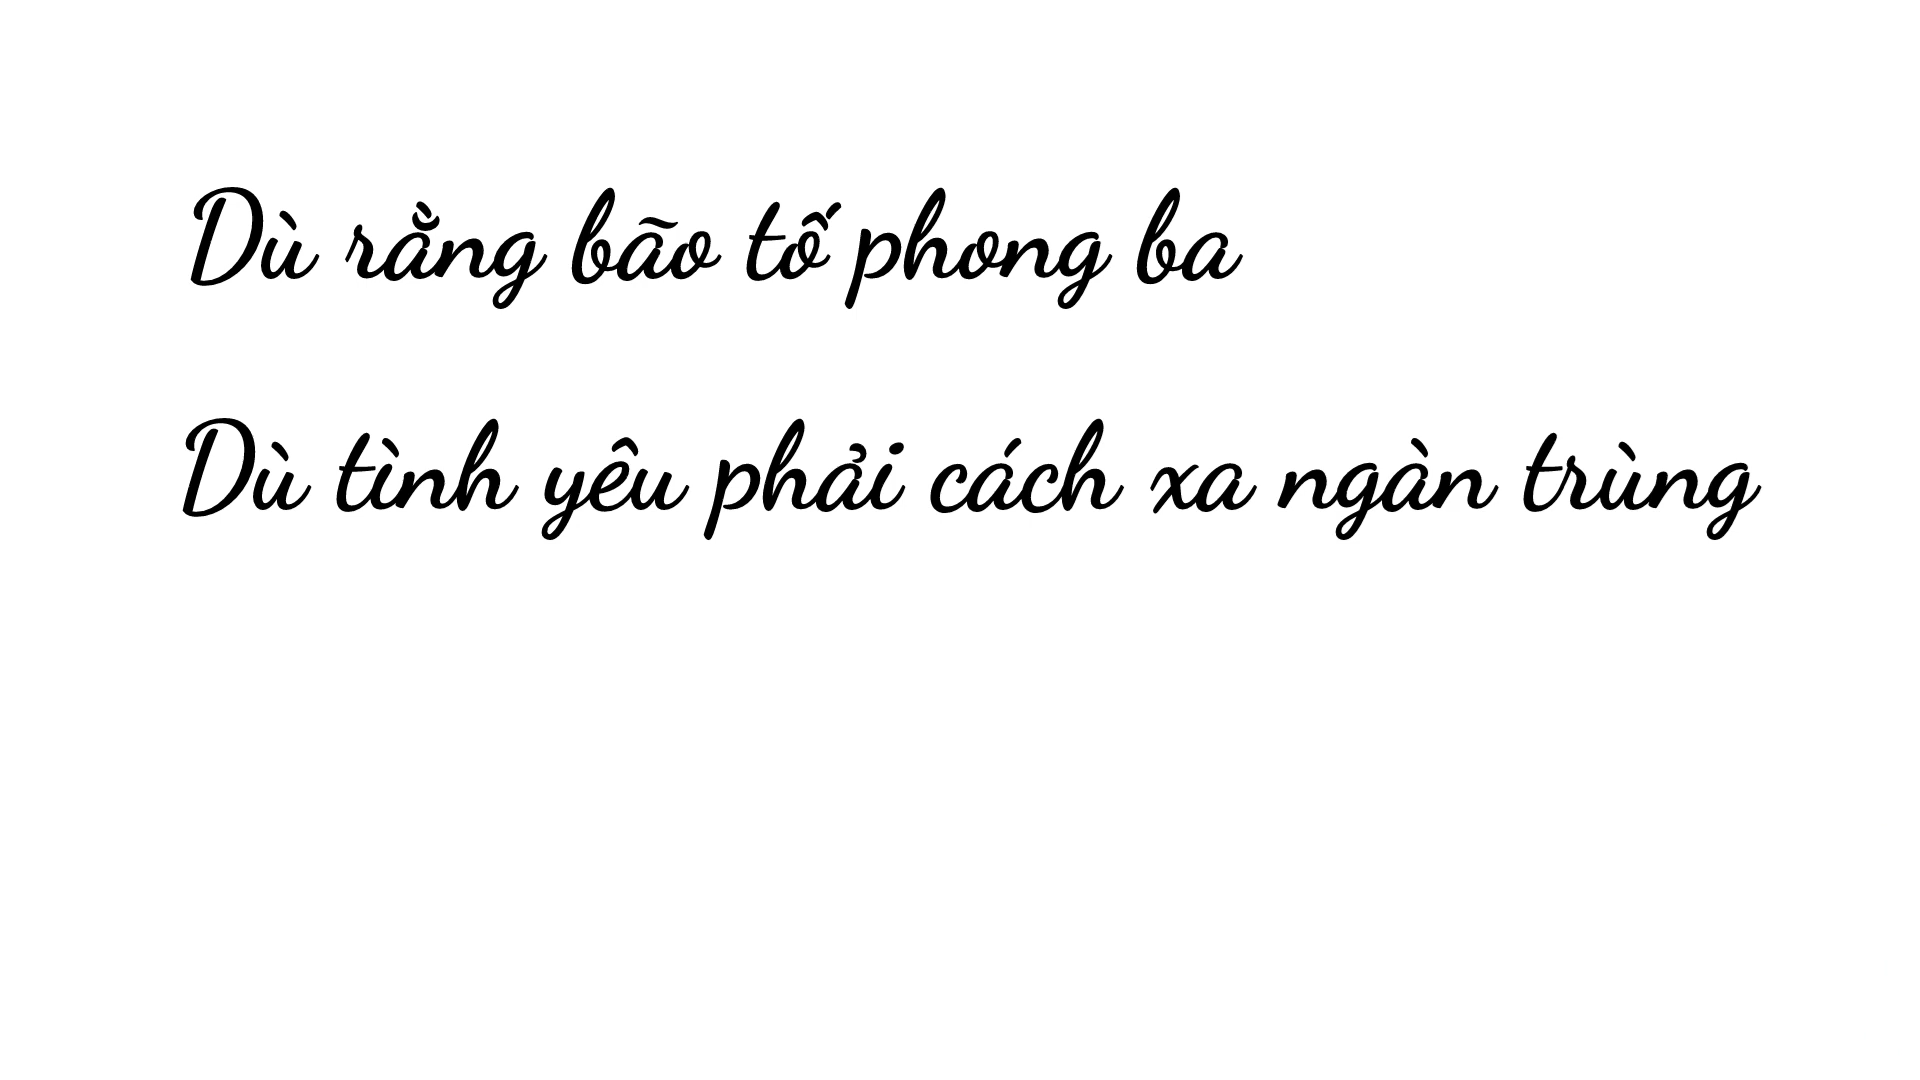 Dù rằng bão tố phong ba
Dù tình yêu phải cách xa ngàn trùng